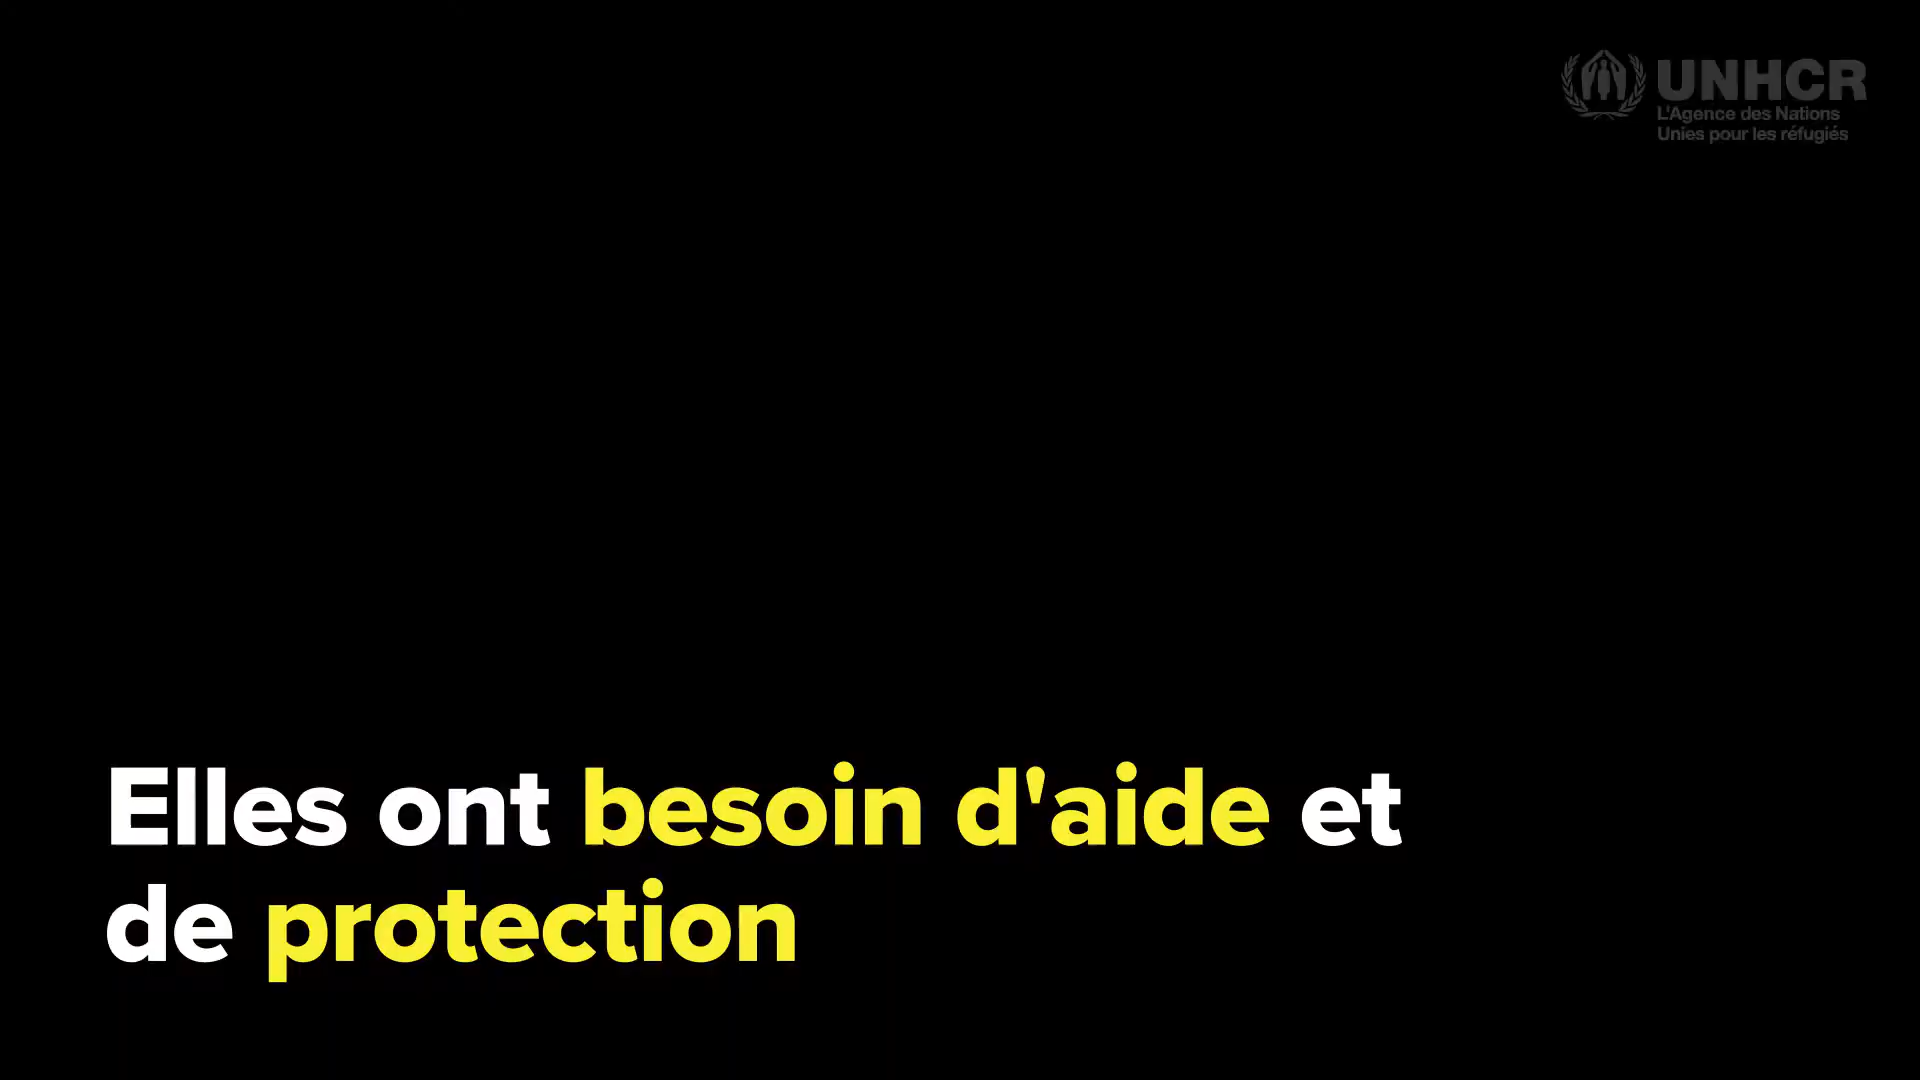 UNHCR
L'Agence des Nations
Unies pour les réfugiés
Elles ont besoin d'aide et
de protection